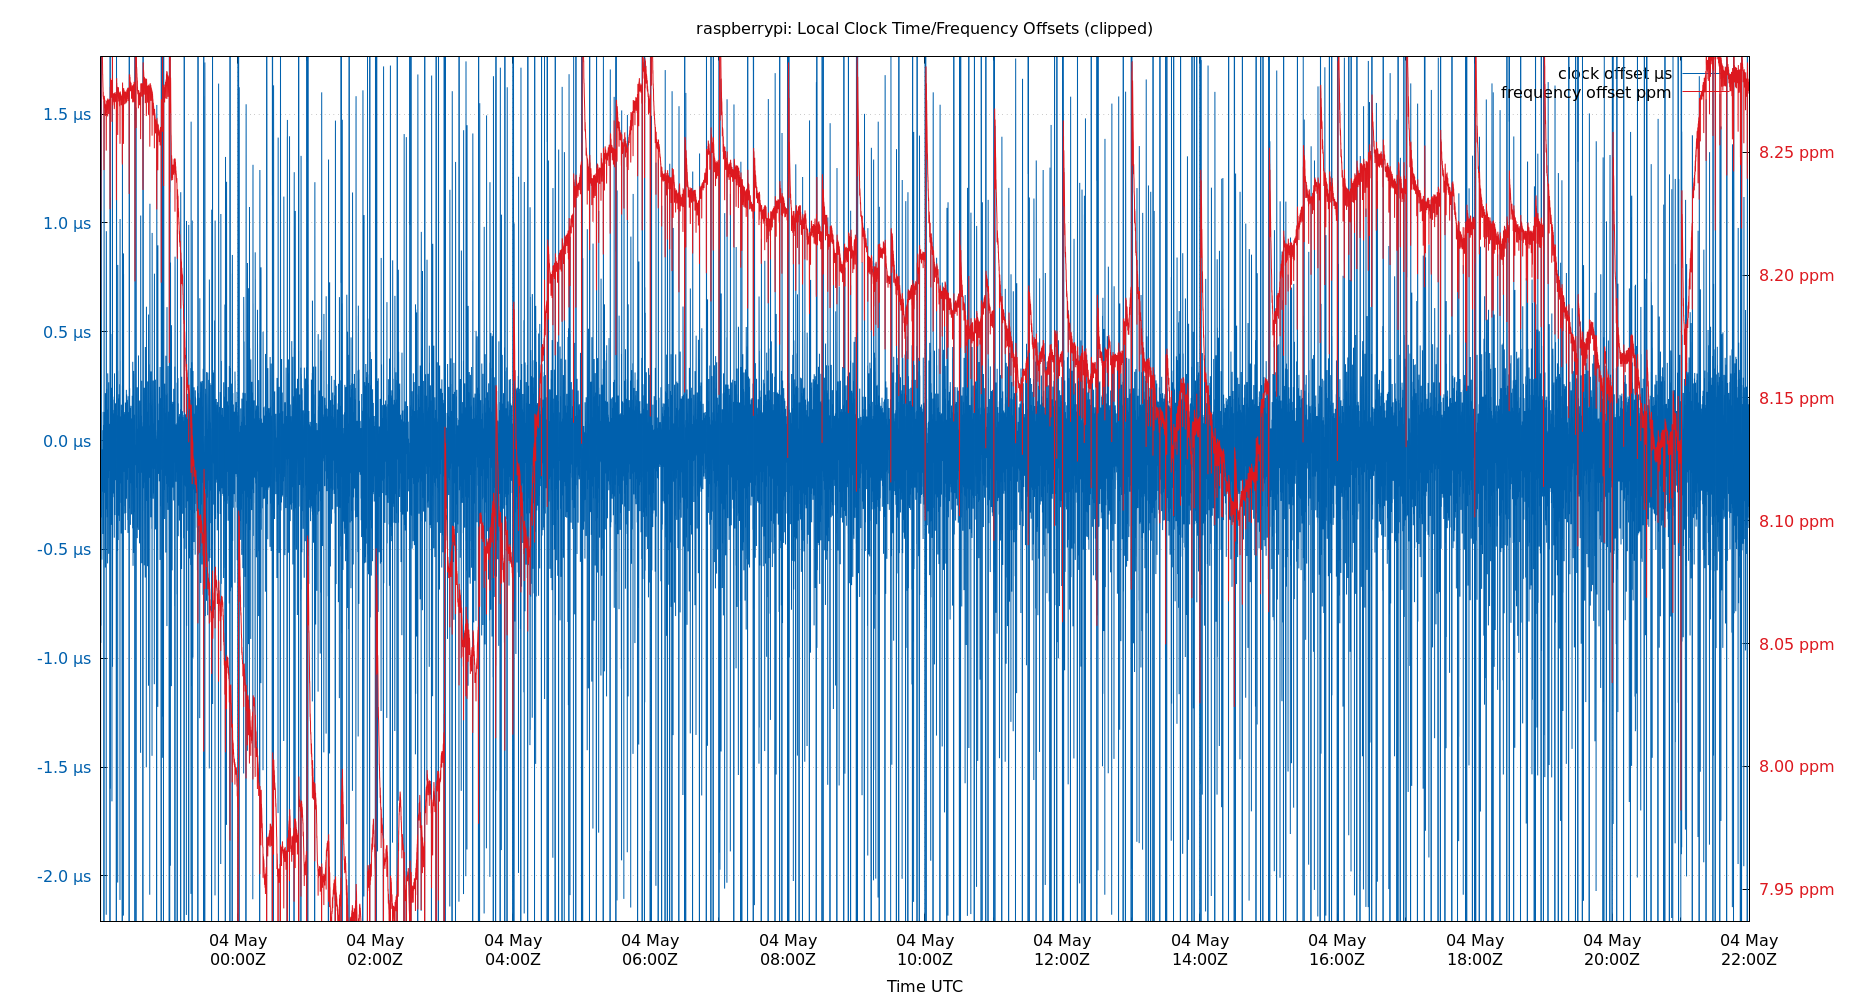 raspberrypi: Local Clock Time/Frequency Offsets (clipped)
clock offset µs
frequency offset ppm
1.5 µs
1.0 µs
0.5 µs
0.0 µs
-0.5 µs
-1.0 µs
-1.5 µs
-2.0 µs
8.25 ppm
8.20 ppm
8.15 ppm
8.10 ppm
8.05 ppm
8.00 ppm
7.95 ppm
04 May 04 May 04 May 04 May 04 May 04 May 04 May 04 May 04 May 04 May 04 May 04 May
00:00Z 02:00Z 04:00Z 06:00Z 08:00Z 10:00Z 12:00Z 14:00Z 16:00Z 18:00Z 20:00Z 22:00Z
Time UTC